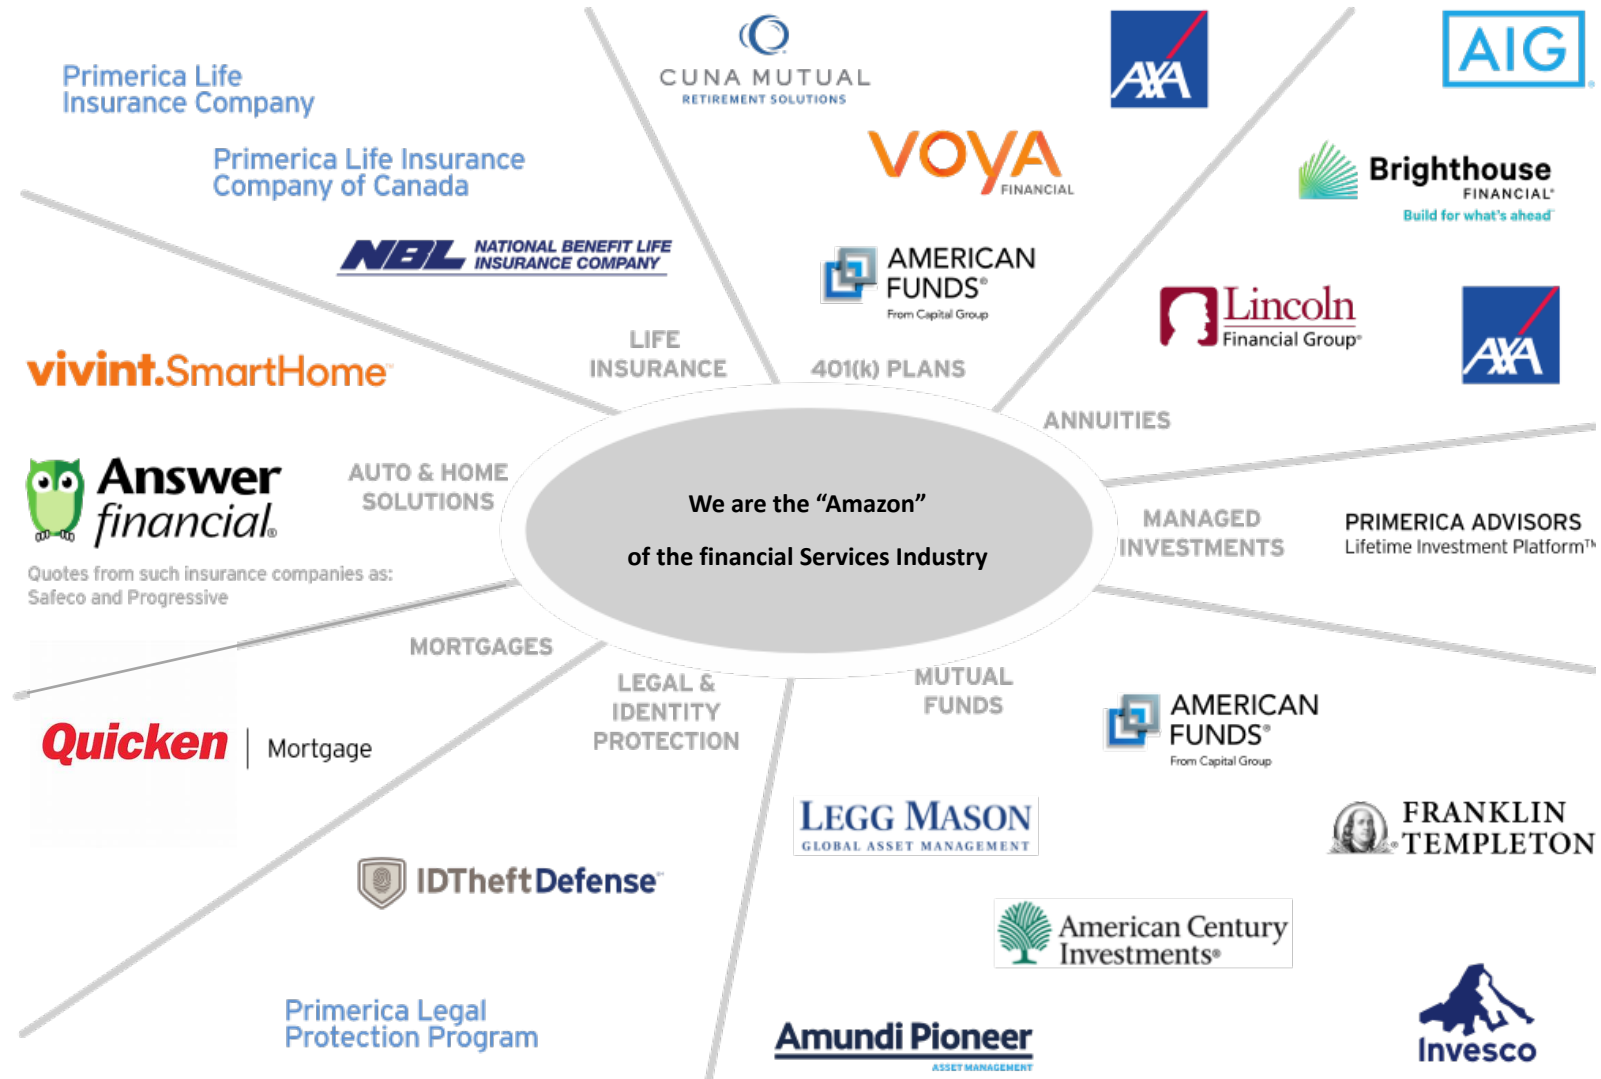 Primerica Life
Insurance Company
Primerica Life Insurance
Company of Canada
NBL NATIONAL BENEFIT LIFE
INSURANCE COMPANY
LIFE
INSURANCE
CUNA MUTUAL
RETIREMENT SOLUTIONS
AXA
VOYA
FINANCIAL
AMERICAN
FUNDS®
From Capital Group
401(k) PLANS
AIG
Brighthouse
FINANCIAL®
Build for what's ahead℠
Lincoln
Financial Group®
AXA
ANNUITIES
vivint.SmartHome™
Answer
financial®
Quotes from such insurance companies as:
Safeco and Progressive
AUTO & HOME
SOLUTIONS
We are the “Amazon”
of the financial Services Industry
MANAGED
INVESTMENTS
PRIMERICA ADVISORS
Lifetime Investment Platform™
MORTGAGES
Quicken | Mortgage
LEGAL &
IDENTITY
PROTECTION
IDTheftDefense
Primerica Legal
Protection Program
MUTUAL
FUNDS
AMERICAN
FUNDS®
From Capital Group
LEGG MASON
GLOBAL ASSET MANAGEMENT
FRANKLIN
TEMPLETON
American Century
Investments®
Amundi Pioneer
ASSET MANAGEMENT
Invesco